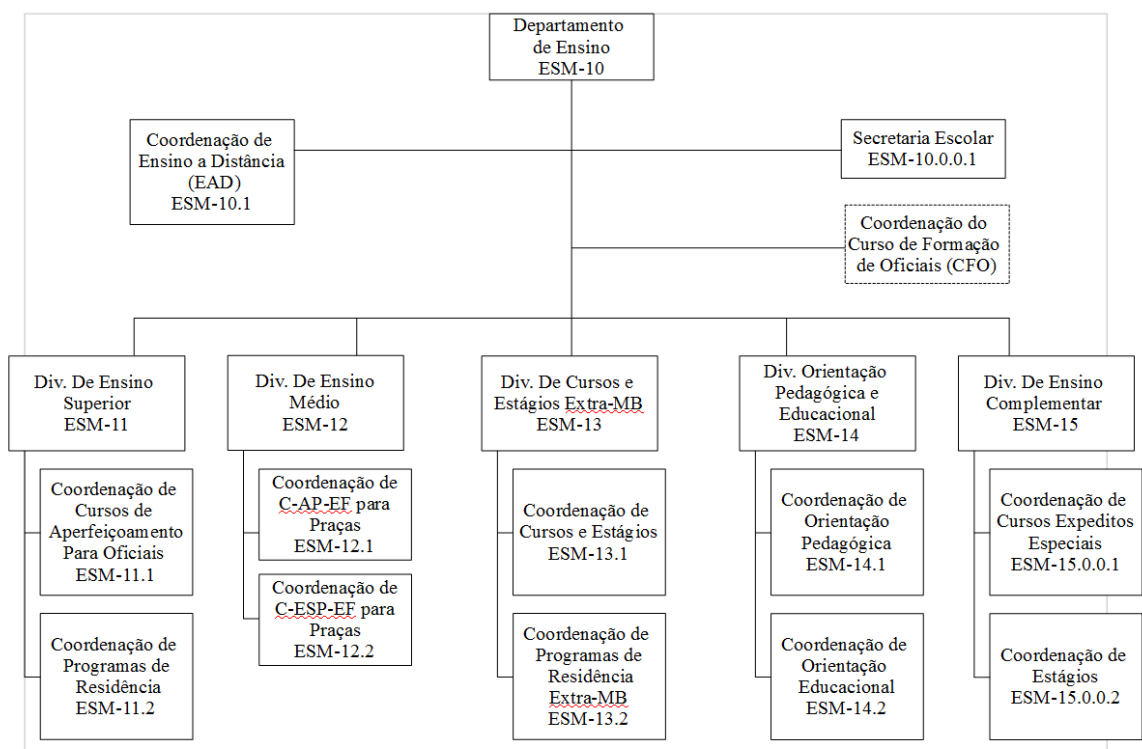 Departamento
de Ensino
ESM-10
Coordenação de
Ensino a Distância
(EAD)
ESM-10.1
Secretaria Escolar
ESM-10.0.0.1
Coordenação do
Curso de Formação
de Oficiais (CFO)
Div. De Ensino
Superior
ESM-11
Div. De Ensino
Médio
ESM-12
Div. De Cursos e
Estágios Extra-MB
ESM-13
Div. Orientação
Pedagógica e
Educacional
ESM-14
Div. De Ensino
Complementar
ESM-15
Coordenação de
Cursos de
Aperfeiçoamento
Para Oficiais
ESM-11.1
Coordenação de
Programas de
Residência
ESM-11.2
Coordenação de
C-AP-EF para
Praças
ESM-12.1
Coordenação de
C-ESP-EF para
Praças
ESM-12.2
Coordenação de
Cursos e Estágios
ESM-13.1
Coordenação de
Programas de
Residência
Extra-MB
ESM-13.2
Coordenação de
Orientação
Pedagógica
ESM-14.1
Coordenação de
Orientação
Educacional
ESM-14.2
Coordenação de
Cursos Expeditos
Especiais
ESM-15.0.0.1
Coordenação de
Estágios
ESM-15.0.0.2